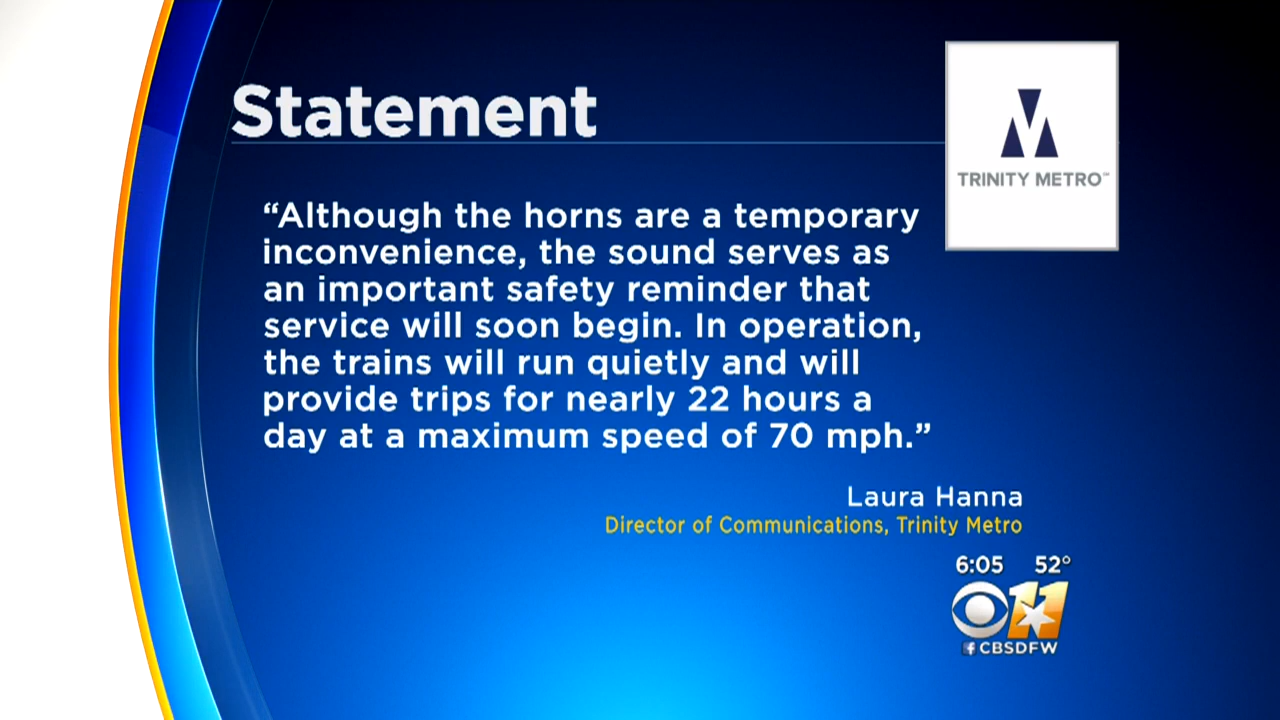 Statement
TRINITY METRO™
“Although the horns are a temporary
inconvenience, the sound serves as
an important safety reminder that
service will soon begin. In operation,
the trains will run quietly and will
provide trips for nearly 22 hours a
day at a maximum speed of 70 mph.”
Laura Hanna
Director of Communications, Trinity Metro
6:05 52°
11
f CBSDFW